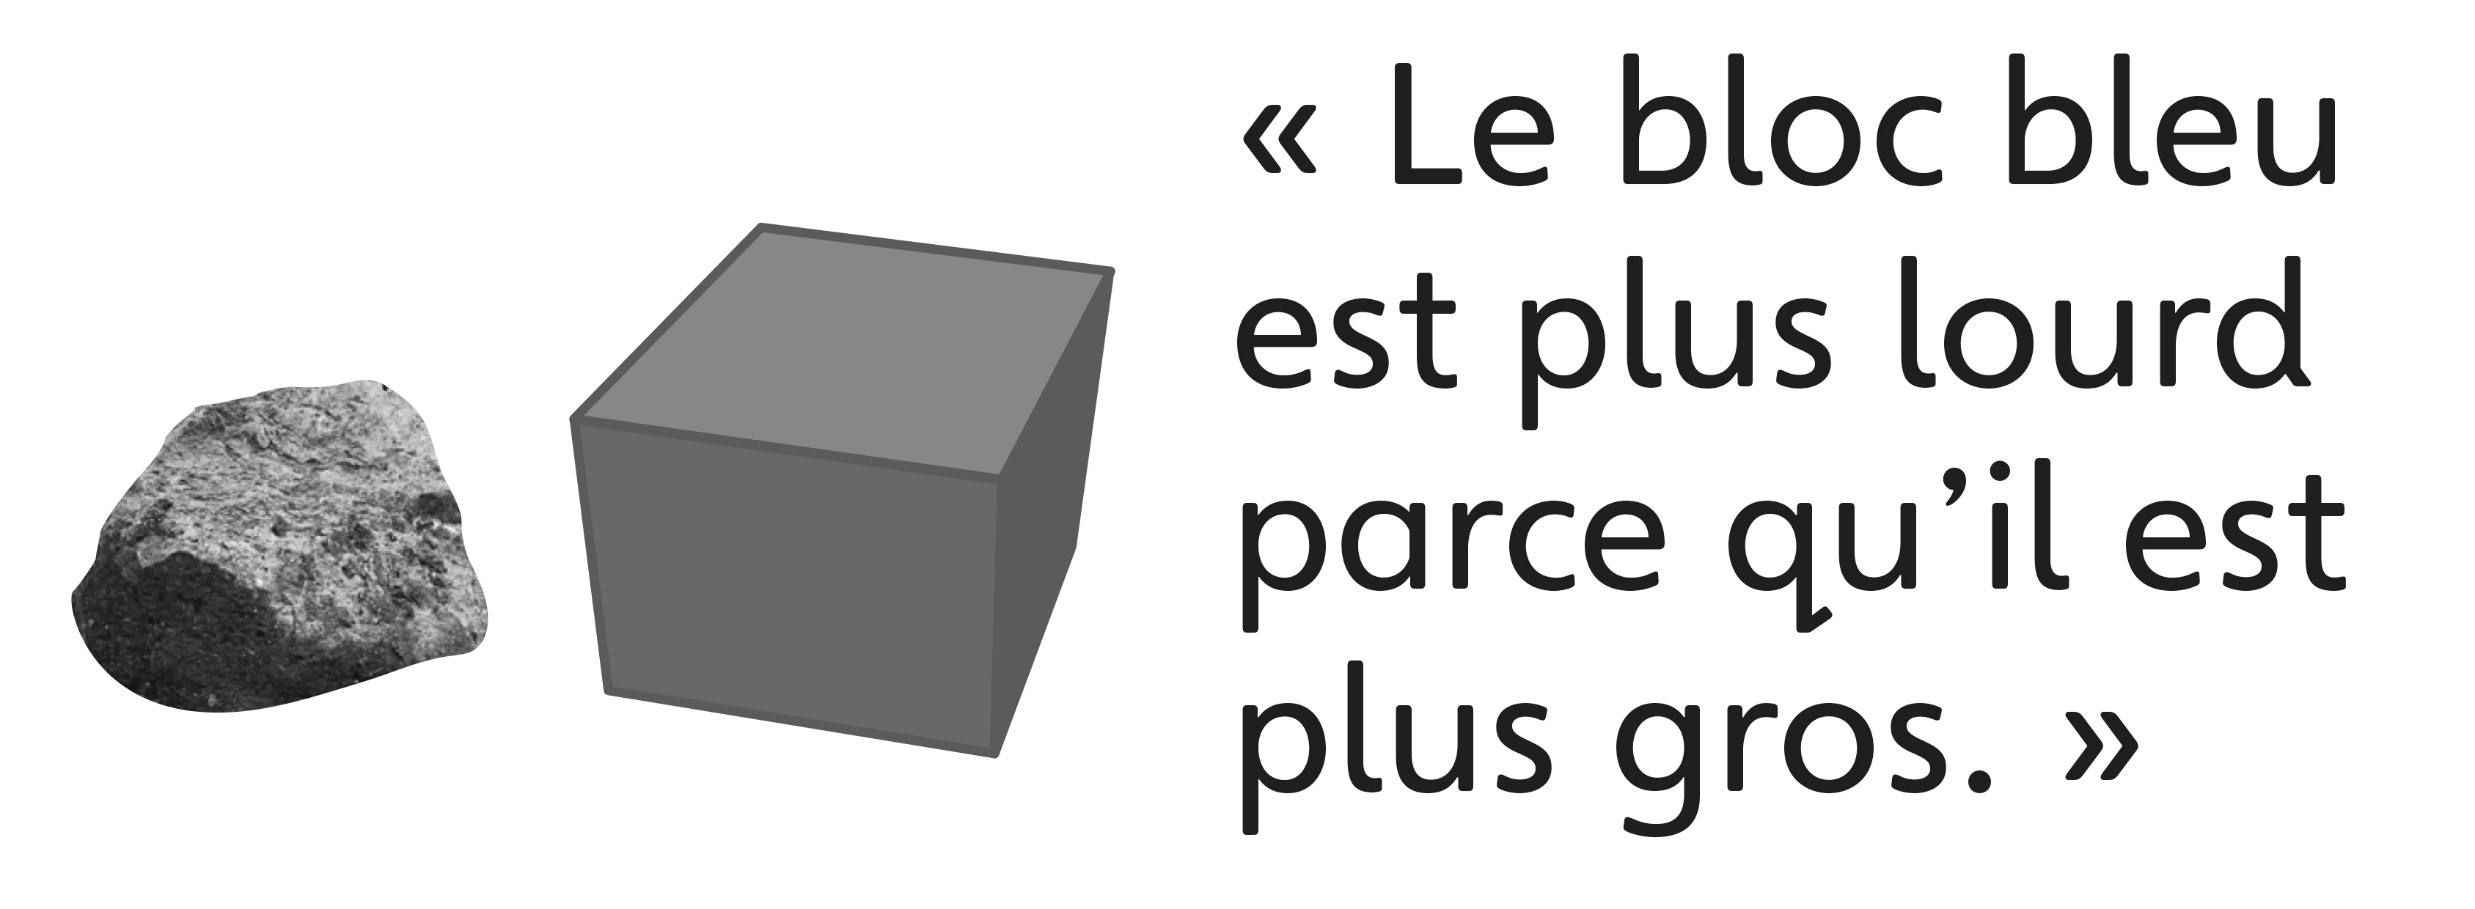 « Le bloc bleu
est plus lourd
parce qu’il est
plus gros. »